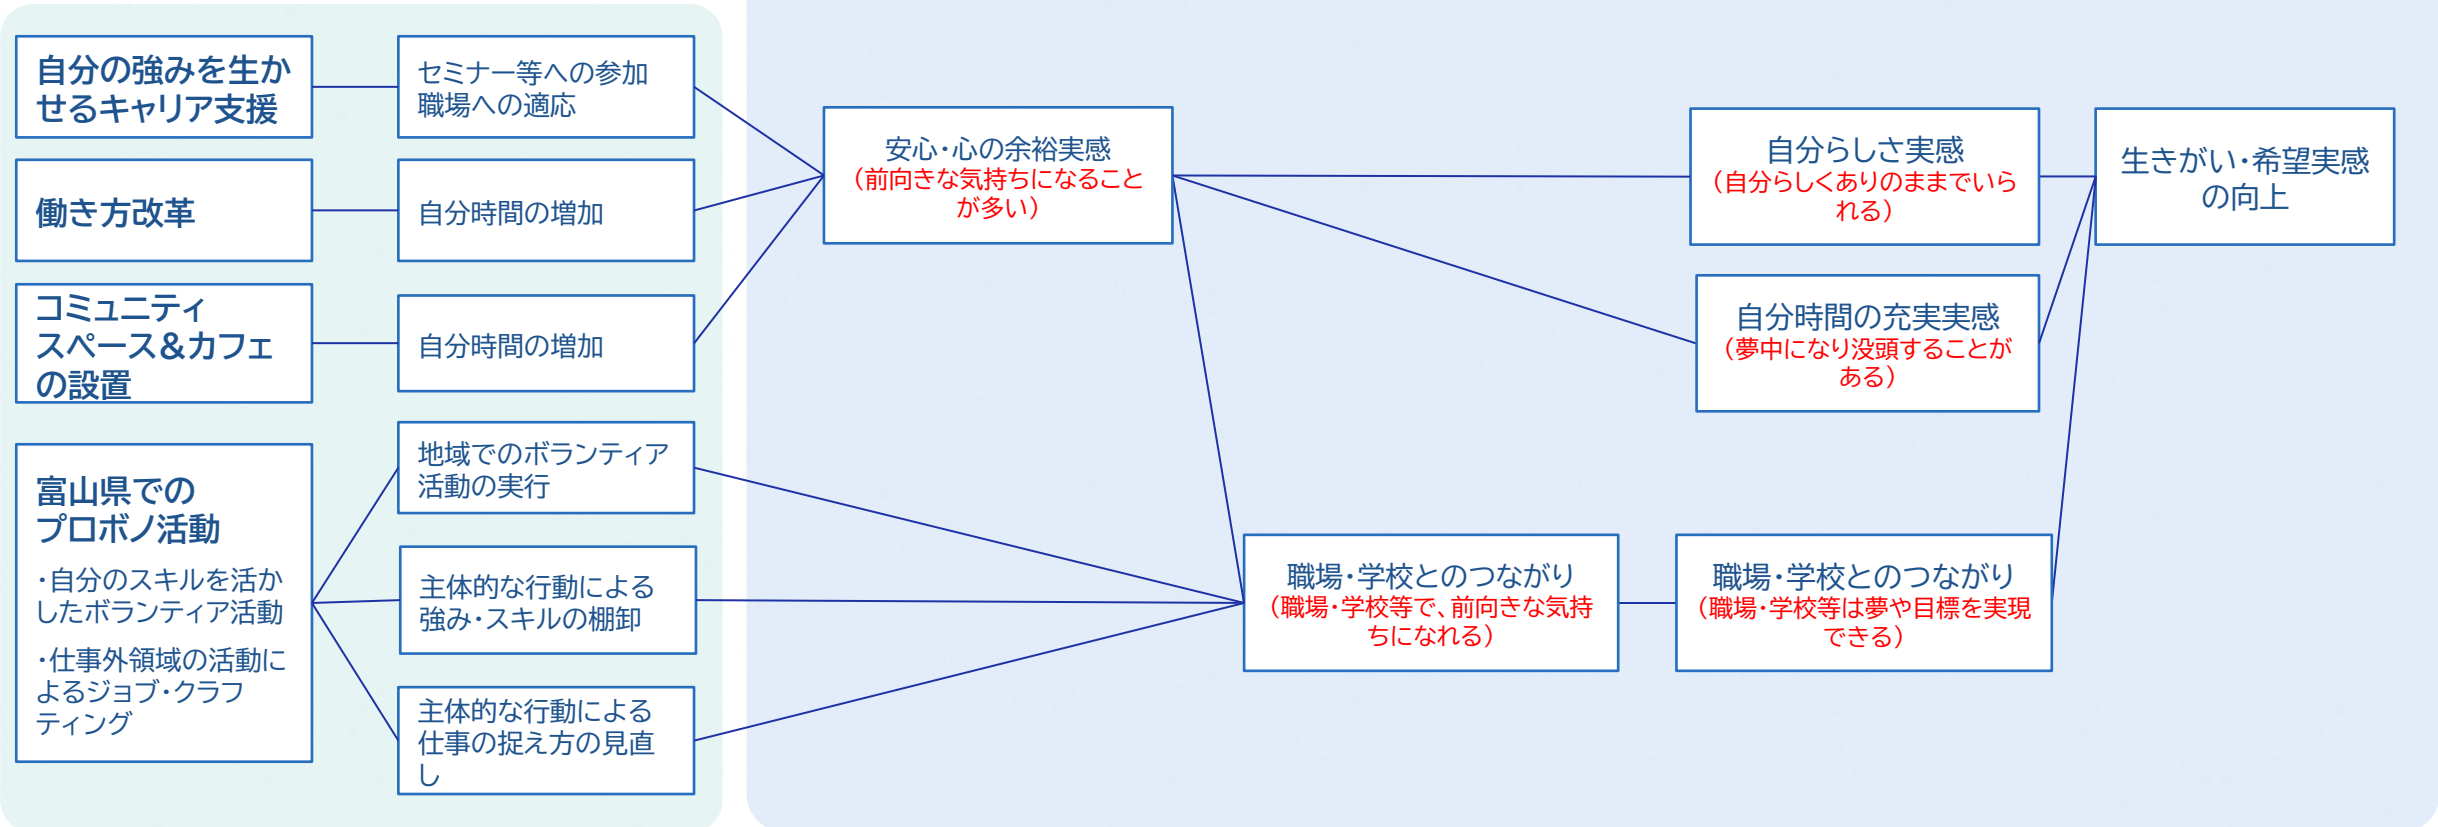 自分の強みを生か
せるキャリア支援
セミナー等への参加
職場への適応
働き方改革
自分時間の増加
コミュニティ
スペース&カフェ
の設置
自分時間の増加
富山県での
プロボノ活動
・自分のスキルを活か
したボランティア活動
・仕事外領域の活動に
よるジョブ・クラフ
ティング
地域でのボランティア
活動の実行
主体的な行動による
強み・スキルの棚卸
主体的な行動による
仕事の捉え方の見直
し
安心・心の余裕実感
（前向きな気持ちになること
が多い）
自分らしさ実感
（自分らしくありのままでいら
れる）
生きがい・希望実感
の向上
自分時間の充実実感
（夢中になり没頭することが
ある）
職場・学校とのつながり
（職場・学校等で、前向きな気持
ちになれる）
職場・学校とのつながり
（職場・学校等は夢や目標を実現
できる）